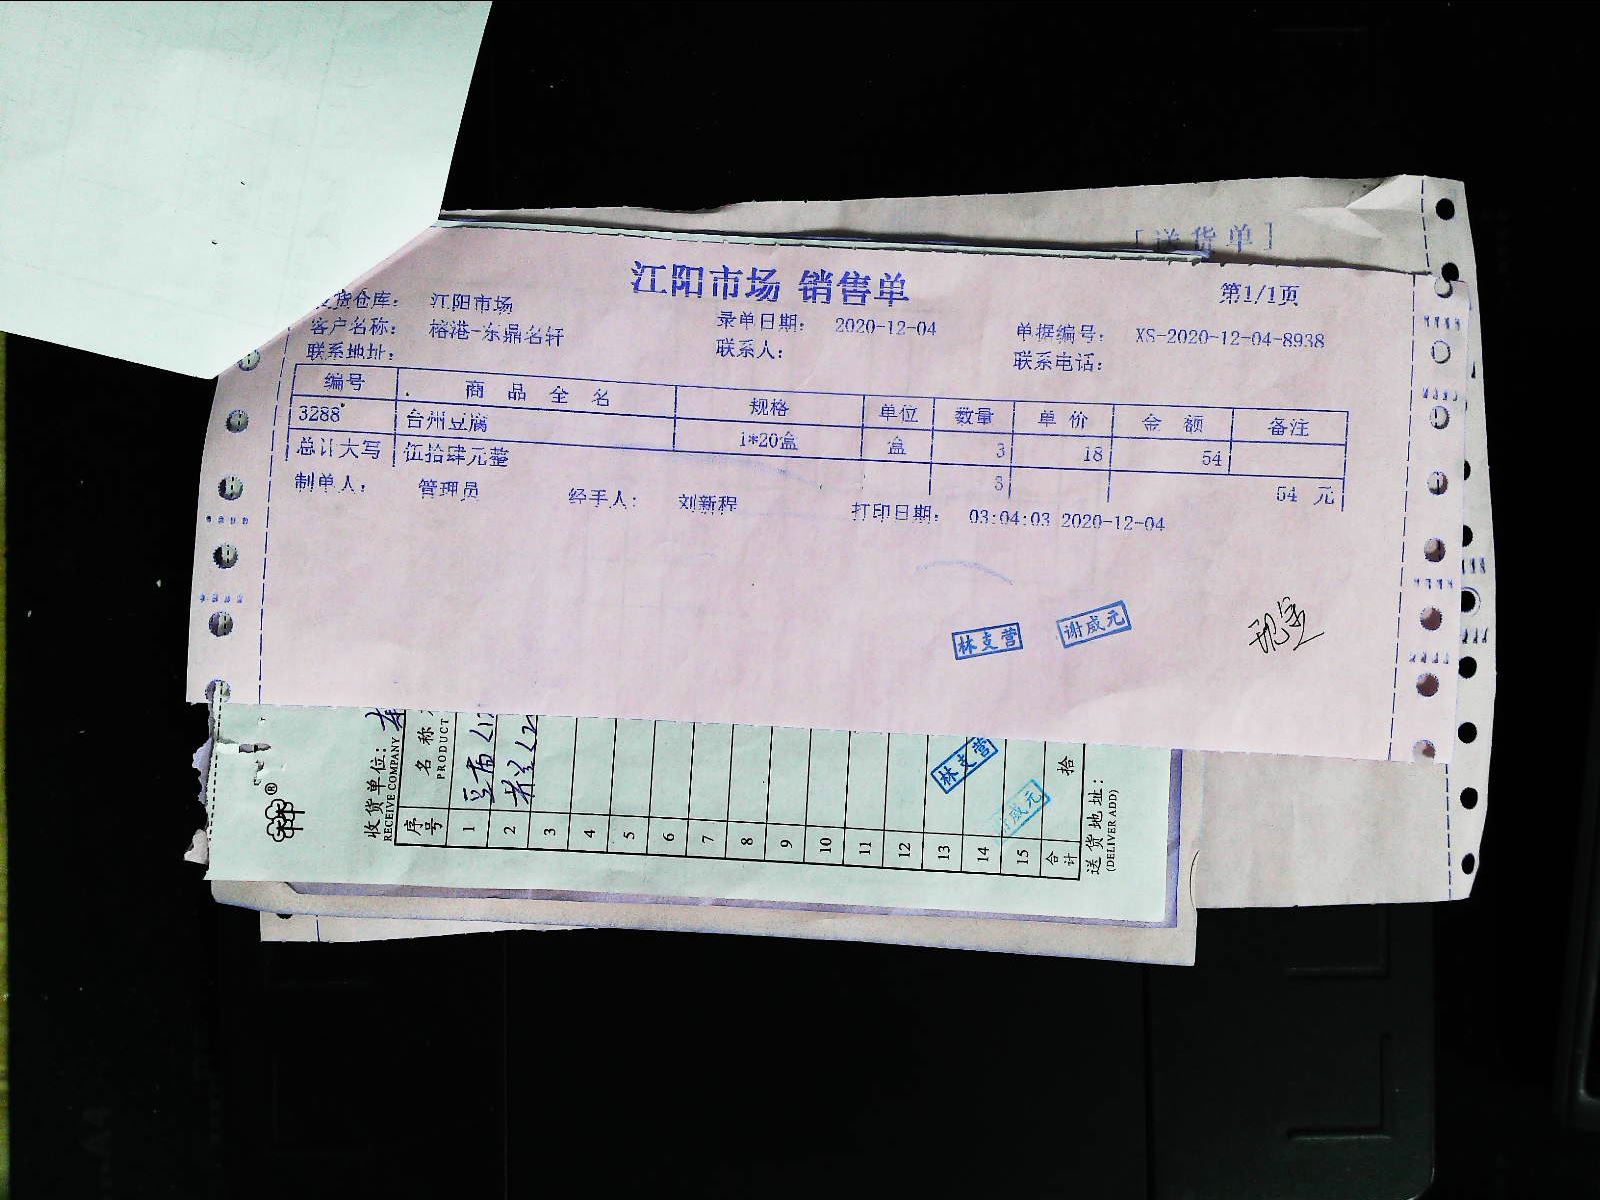 [送货单]
江阳市场 销售单
第1/1页
发货仓库： 江阳市场
客户名称： 榕港-东鼎名轩 录单日期： 2020-12-04 单据编号： XS-2020-12-04-8938
联系地址： 联系人： 联系电话：
编号 商品全名 规格 单位 数量 单价 金额 备注
3288 台州豆腐 1*20盒 盒 3 18 54
总计大写 伍拾肆元整 3 54 元
制单人： 管理员 经手人： 刘新程 打印日期： 03:04:03 2020-12-04
林支营 谢威元 现金
收货单位：
RECEIVE COMPANY
序号 名称
PRODUCT
1 豆腐
2
3
4
5
6
7
8
9
10
11
12
13
14
15
合计 拾
送货地址：
(DELIVER ADD)
林支营
威元